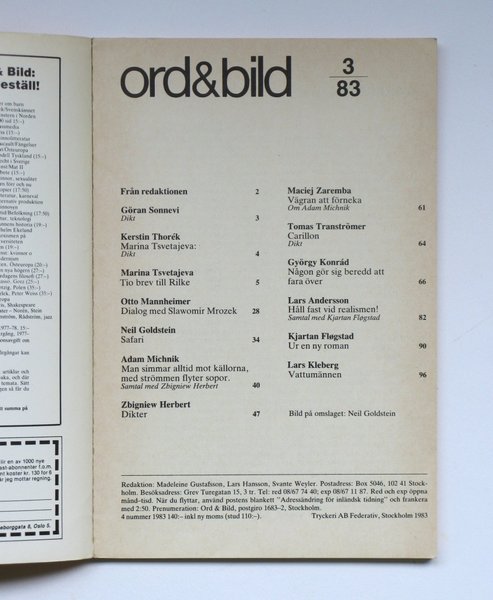 & Bild:
beställ!
ord&bild
3
83
Från redaktionen 2
Göran Sonnevi
Dikt 3
Kerstin Thorék
Marina Tsvetajeva:
Dikt 4
Marina Tsvetajeva
Tio brev till Rilke 5
Otto Mannheimer
Dialog med Slawomir Mrozek 28
Neil Goldstein
Safari 34
Adam Michnik
Man simmar alltid mot källorna,
med strömmen flyter sopor.
Samtal med Zbigniew Herbert 40
Zbigniew Herbert
Dikter 47
Maciej Zaremba
Vägran att förneka
Om Adam Michnik 61
Tomas Tranströmer
Carillon
Dikt 64
György Konrád
Någon gör sig beredd att
fara över 66
Lars Andersson
Håll fast vid realismen!
Samtal med Kjartan Fløgstad 82
Kjartan Fløgstad
Ur en ny roman 90
Lars Kleberg
Vattumännen 96
Bild på omslaget: Neil Goldstein
Redaktion: Madeleine Gustafsson, Lars Hansson, Svante Weyler. Postadress: Box 5046, 102 41 Stock-
holm. Besöksadress: Grev Turegatan 15, 3 tr. Tel: red 08/67 74 40; exp 08/67 11 87. Red och exp öppna
månd–tisd. När du flyttar, använd postens blankett "Adressändring för inländsk tidning" och frankera
med 2:50. Prenumeration: Ord & Bild, postgiro 1683–2, Stockholm.
4 nummer 1983 140:– inkl ny moms (stud 110:–). Tryckeri AB Federativ, Stockholm 1983